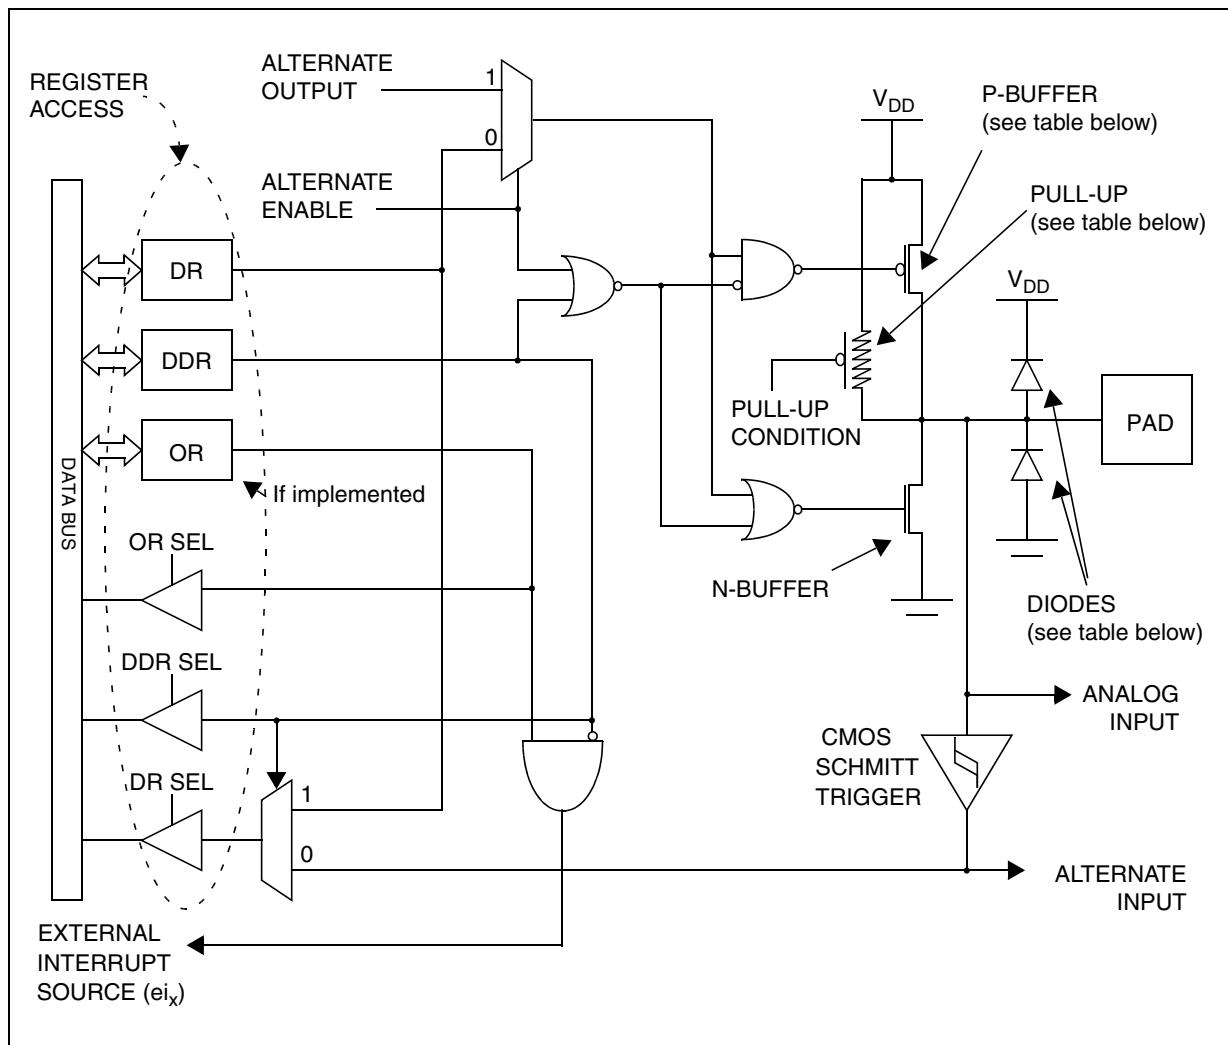 REGISTER
ACCESS
ALTERNATE
OUTPUT
1
0
ALTERNATE
ENABLE
VDD
P-BUFFER
(see table below)
PULL-UP
(see table below)
DR
DDR
OR
If implemented
DATA BUS
PULL-UP
CONDITION
VDD
PAD
N-BUFFER
DIODES
(see table below)
OR SEL
DDR SEL
DR SEL
1
0
ANALOG
INPUT
CMOS
SCHMITT
TRIGGER
ALTERNATE
INPUT
EXTERNAL
INTERRUPT
SOURCE (eix)